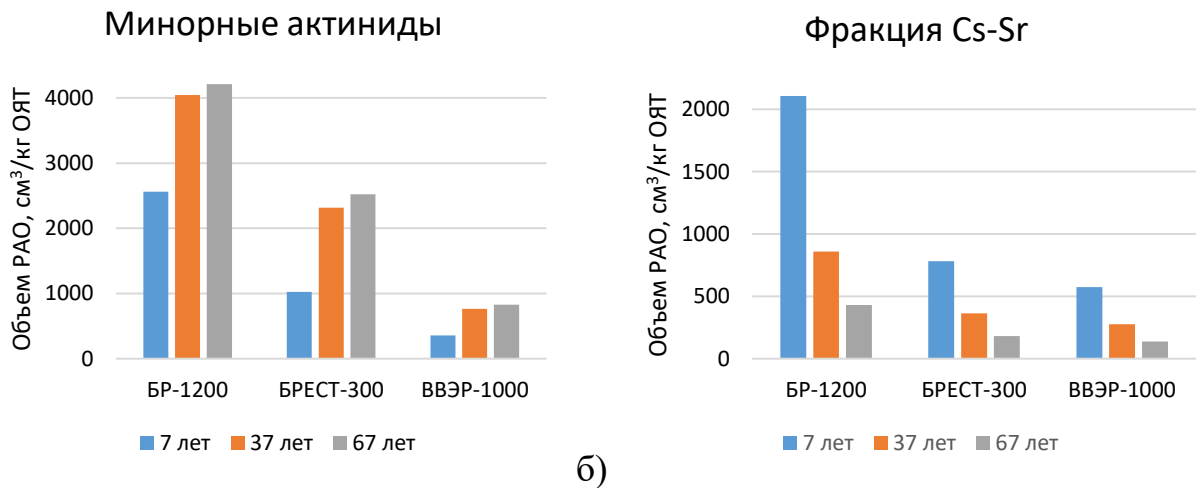 Минорные актиниды
Объем РАО, см³/кг ОЯТ
4000
3000
2000
1000
0
БР-1200 БРЕСТ-300 ВВЭР-1000
7 лет 37 лет 67 лет
Фракция Cs-Sr
Объем РАО, см³/кг ОЯТ
2000
1500
1000
500
0
БР-1200 БРЕСТ-300 ВВЭР-1000
7 лет 37 лет 67 лет
б)